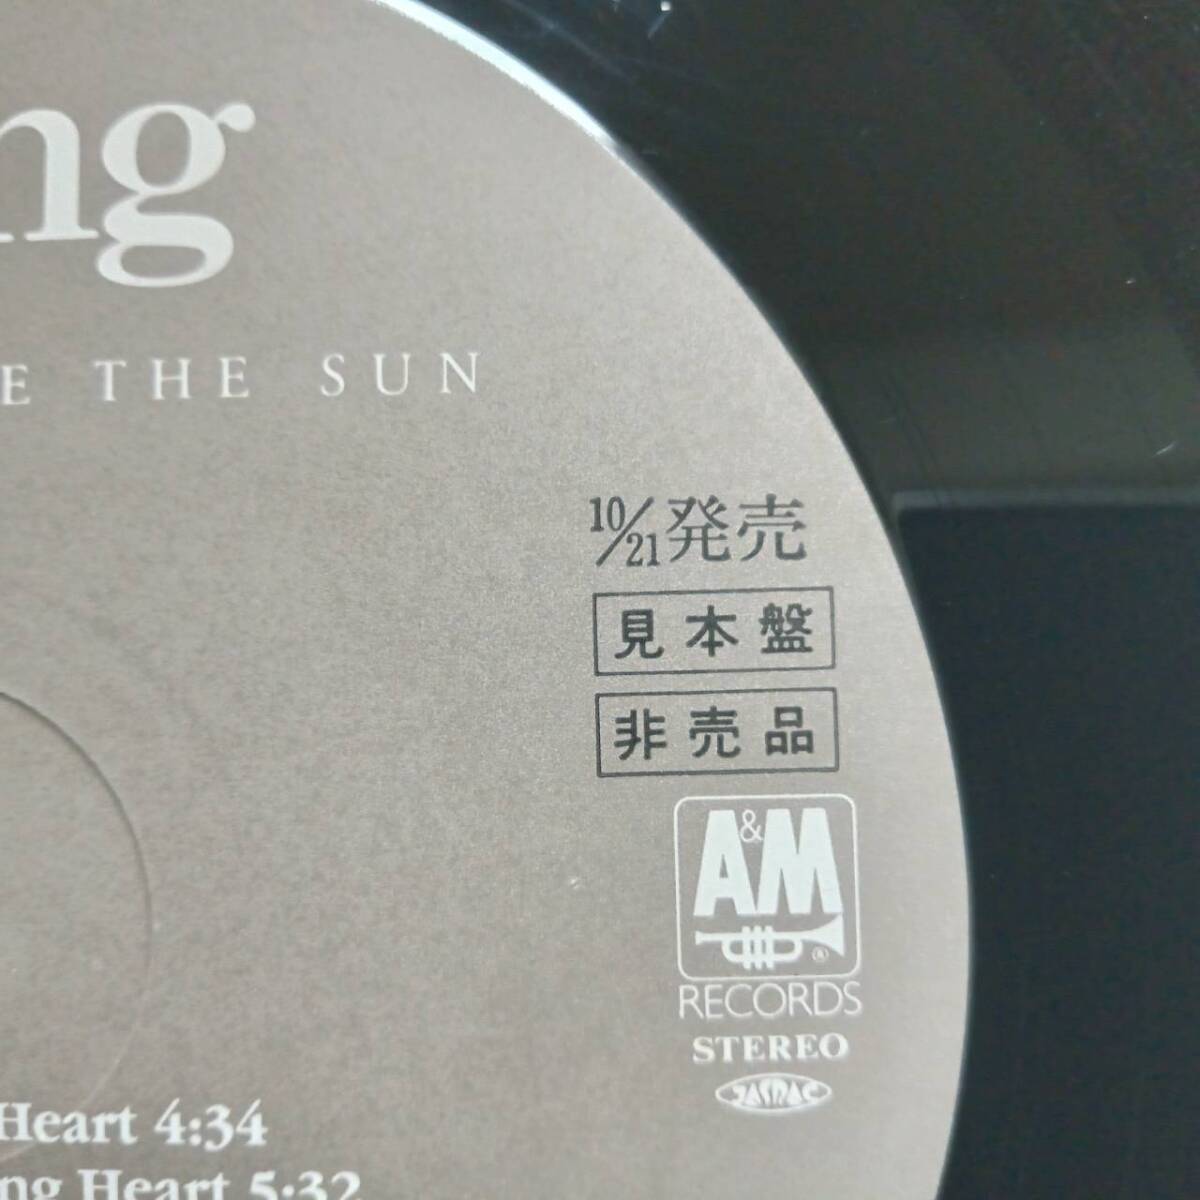 ng
E THE SUN
10/21発売
見本盤
非売品
A&M
®
RECORDS
STEREO
JASRAC
Heart 4:34
ng Heart 5:32